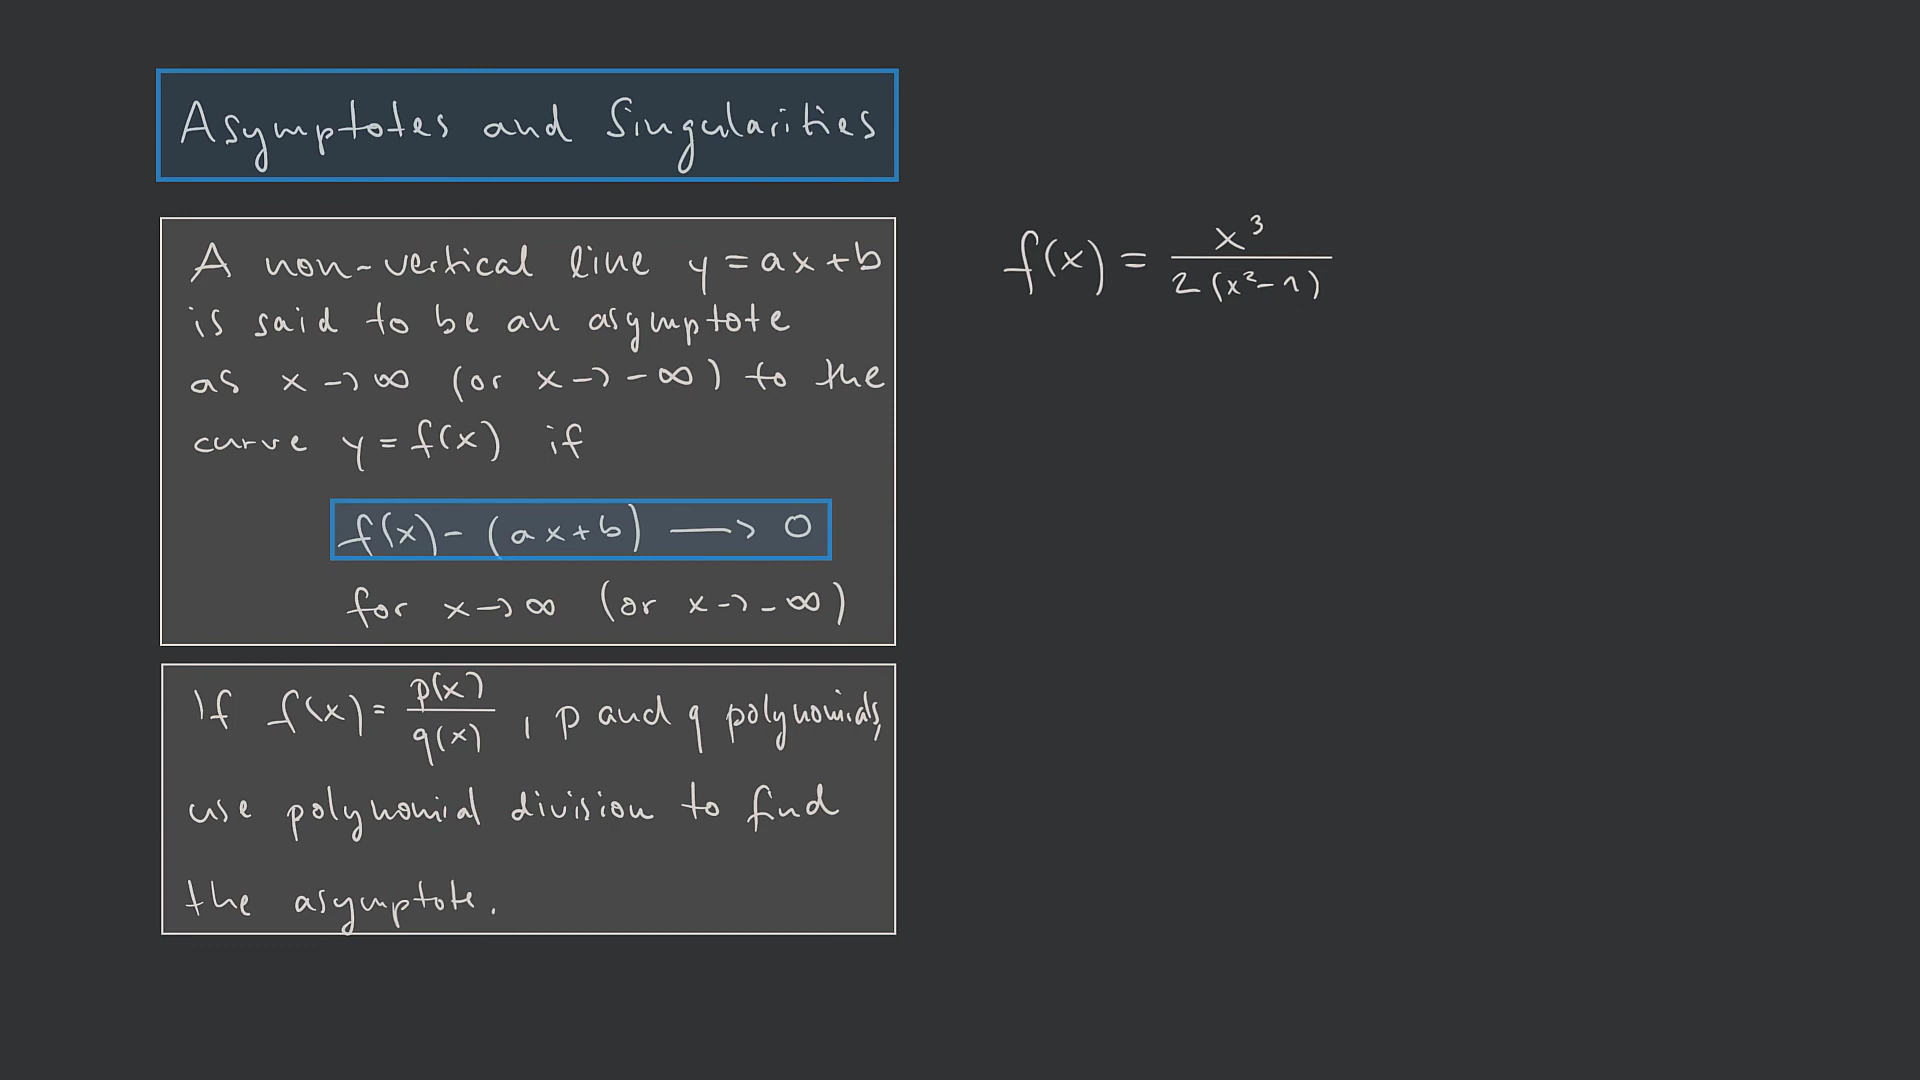 Asymptotes and Singularities
A non-vertical line y = ax + b
is said to be an asymptote
as x → ∞ (or x → -∞) to the
curve y = f(x) if
f(x) - (ax + b) → 0
for x → ∞ (or x → -∞)
If f(x) = p(x)/q(x), p and q polynomials,
use polynomial division to find
the asymptote.
f(x) = x³/2(x²-1)